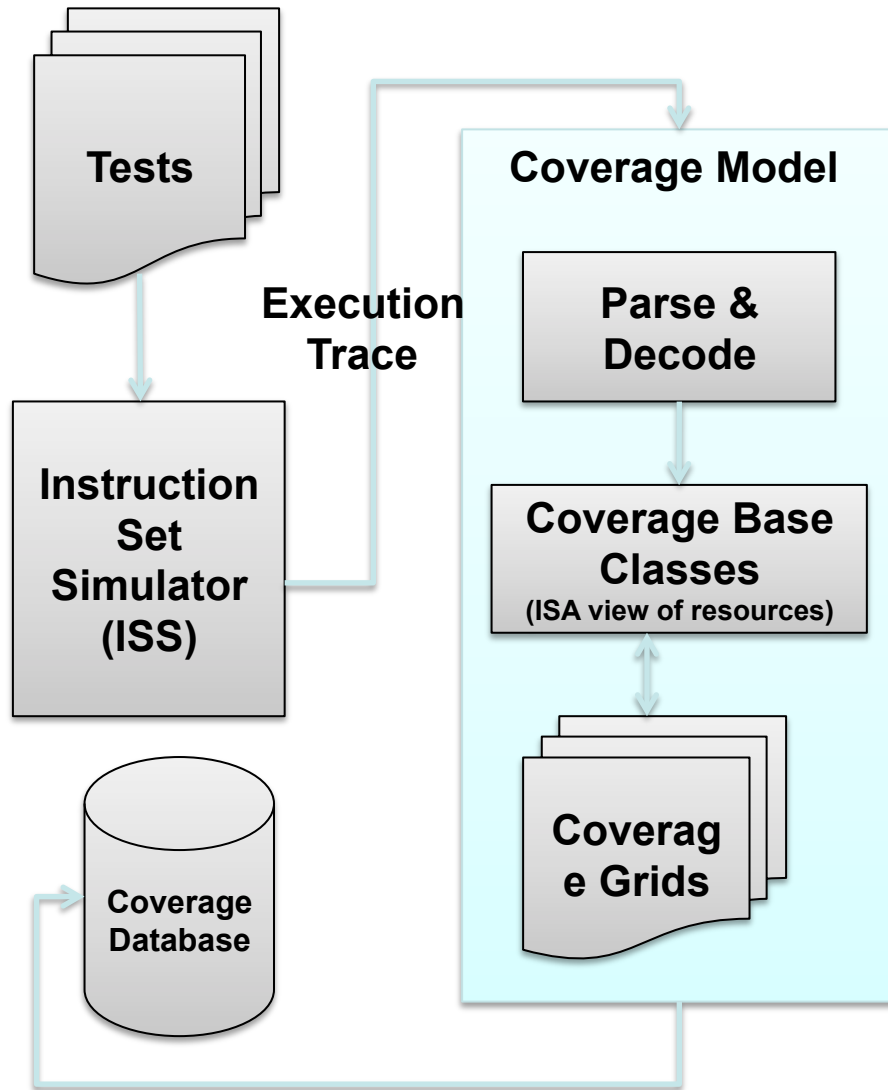 Tests
Coverage Model
Execution
Trace
Parse &
Decode
Instruction
Set
Simulator
(ISS)
Coverage Base
Classes
(ISA view of resources)
Coverag
e Grids
Coverage
Database